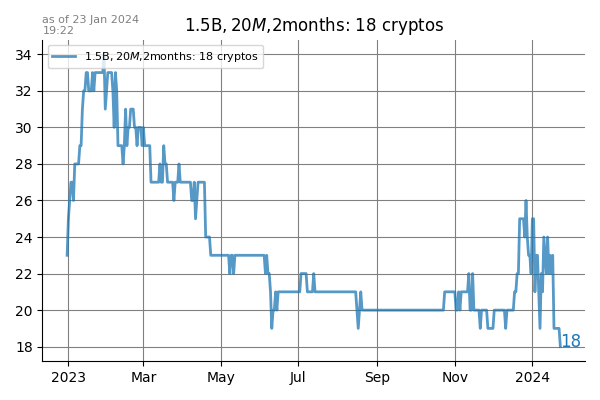 as of 23 Jan 2024
19:22
1.5B, 20M,2months: 18 cryptos
1.5B, 20M,2months: 18 cryptos
34
32
30
28
26
24
22
20
18
18
2023 Mar May Jul Sep Nov 2024